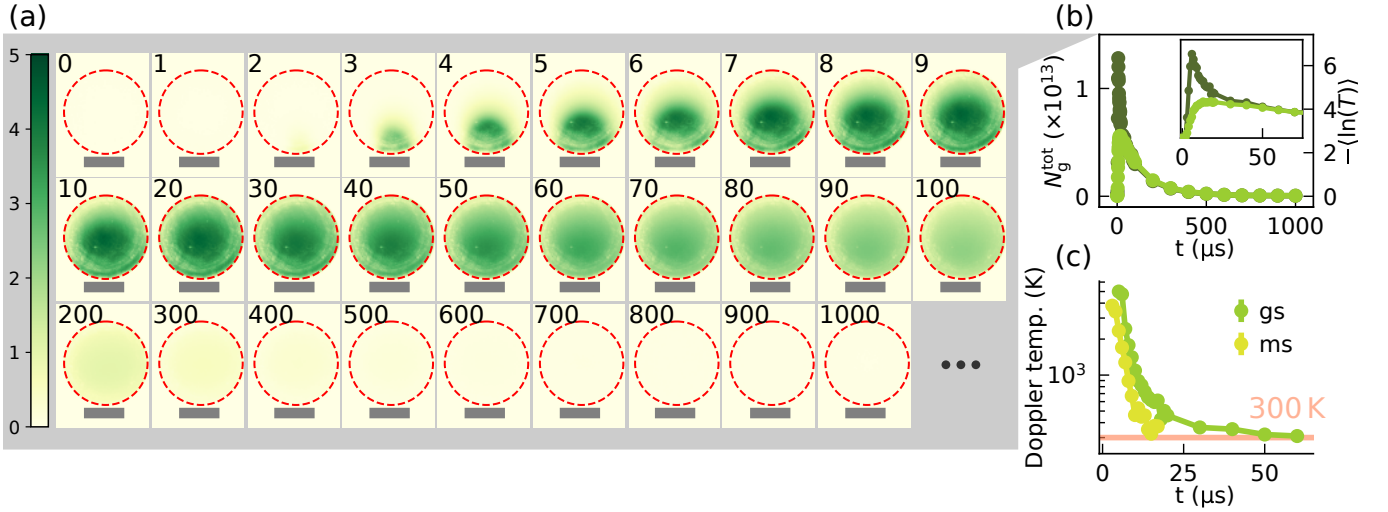 (a)
5
4
3
2
1
0
0 1 2 3 4 5 6 7 8 9
10 20 30 40 50 60 70 80 90 100
200 300 400 500 600 700 800 900 1000
(b)
N_g^tot (×10^13)
1
0
6
4
2
0
−⟨ln(T)⟩
0 50
0 500 1000
t (μs)
(c)
Doppler temp. (K)
10^3
gs
ms
300 K
0 25 50
t (μs)